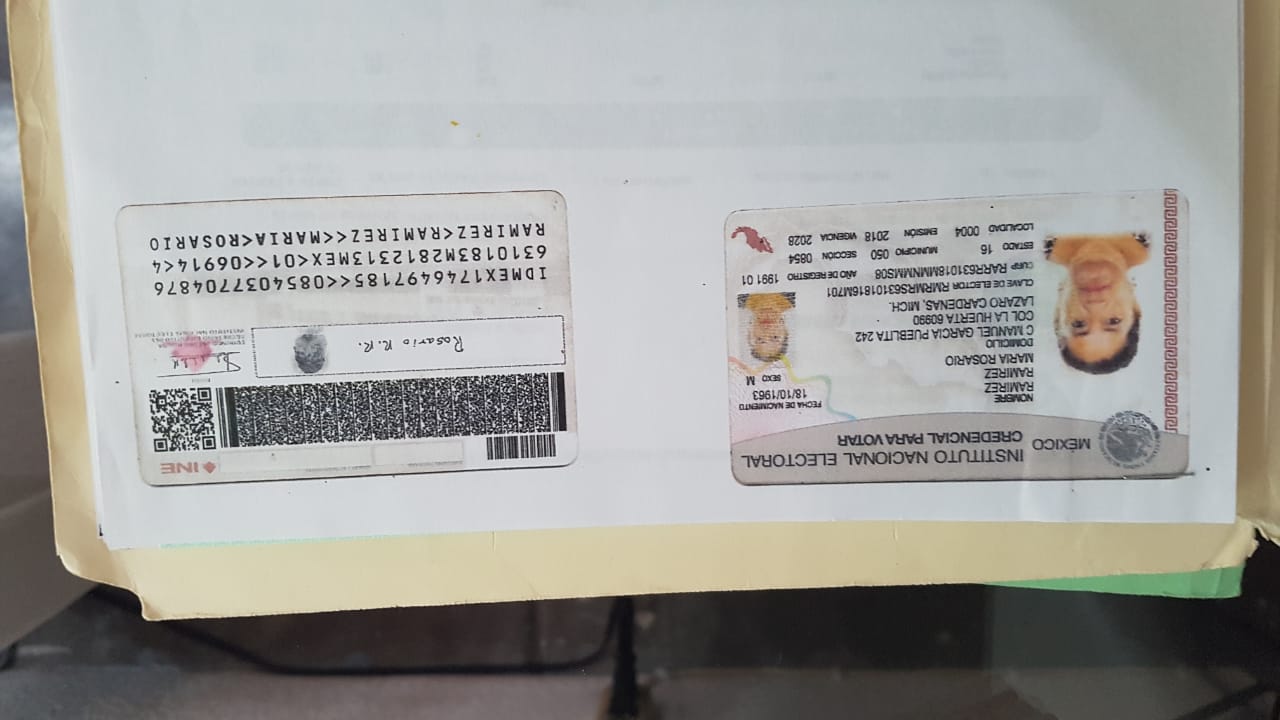 MÉXICO
INSTITUTO NACIONAL ELECTORAL
CREDENCIAL PARA VOTAR
NOMBRE
RAMIREZ
RAMIREZ
MARIA ROSARIO
FECHA DE NACIMIENTO
18/10/1963
SEXO M
DOMICILIO
C MANUEL GARCIA PUEBLITA 242
COL LA HUERTA 60990
LAZARO CARDENAS, MICH.
CLAVE DE ELECTOR RMRMRS63101816M701
CURP RARR631018MMNMMS08
AÑO DE REGISTRO 1991 01
ESTADO 16 MUNICIPIO 050 SECCIÓN 0854
LOCALIDAD 0004 EMISIÓN 2018 VIGENCIA 2028
INE
Rosario R. R.
IDMEX1746497185<<0854037704876
6310183M2812313MEX<01<<06914<4
RAMIREZ<RAMIREZ<<MARIA<ROSARIO